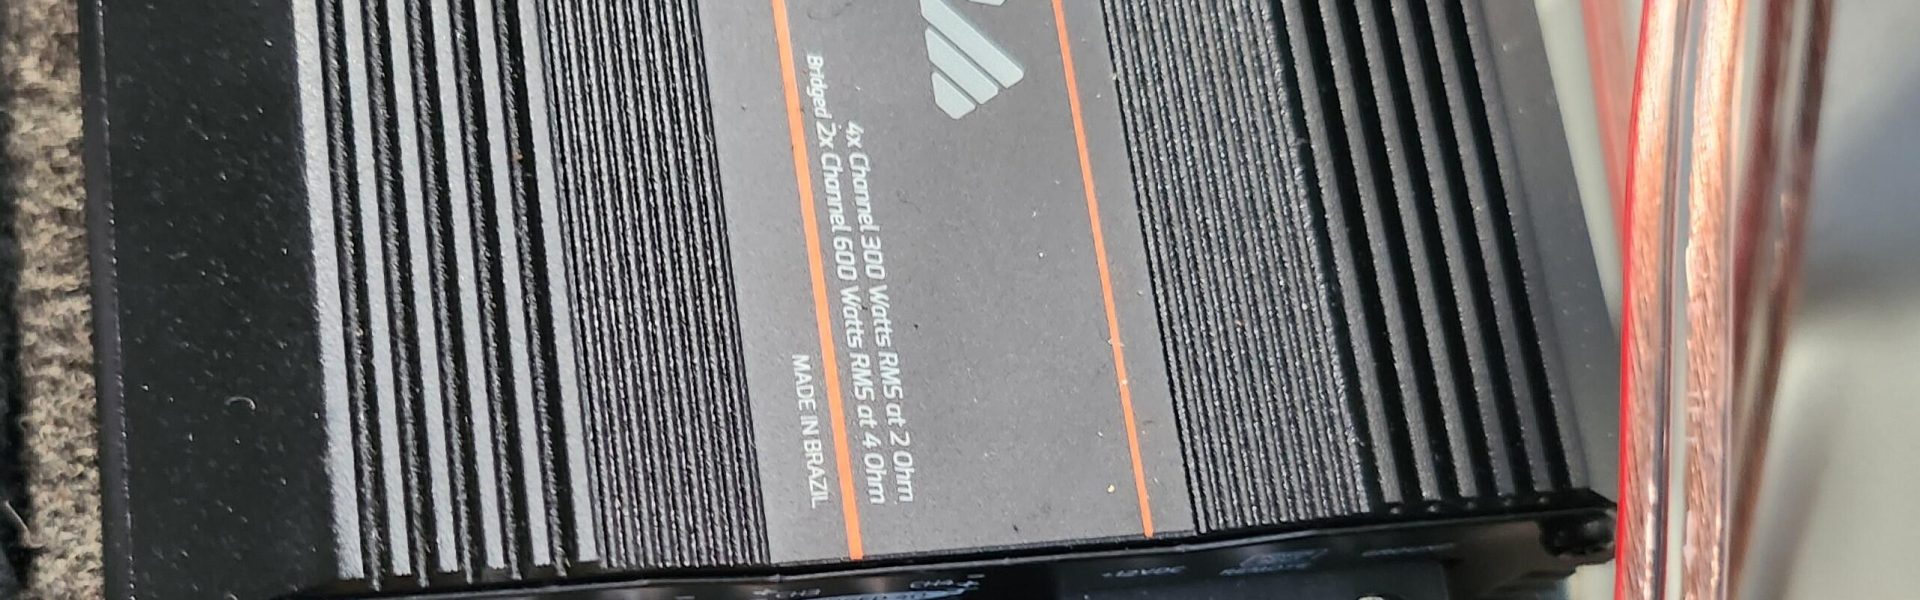 4x Channel 300 Watts RMS at 2 Ohm
Bridged 2x Channel 600 Watts RMS at 4 Ohm
MADE IN BRAZIL